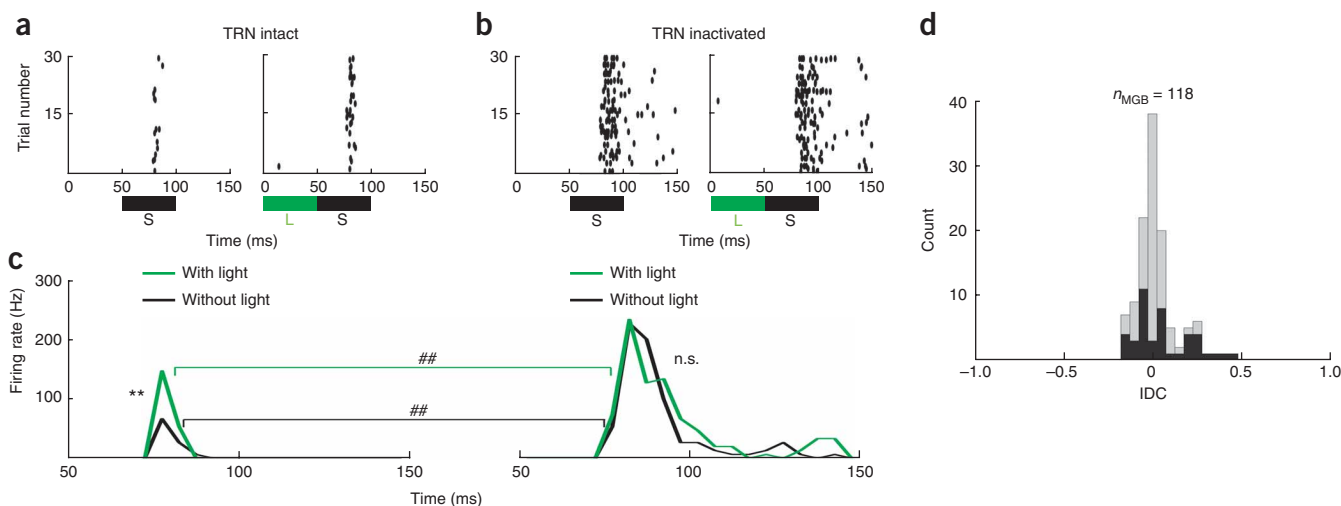 a
TRN intact
Trial number
30
15
0 50 100 150
0 50 100 150
S
L S
Time (ms)
b
TRN inactivated
30
15
0 50 100 150
0 50 100 150
S
L S
Time (ms)
c
With light
Without light
With light
Without light
Firing rate (Hz)
300
200
100
**
##
##
n.s.
50 100 150
50 100 150
Time (ms)
d
nMGB = 118
Count
40
30
20
10
−1.0 −0.5 0 0.5 1.0
IDC